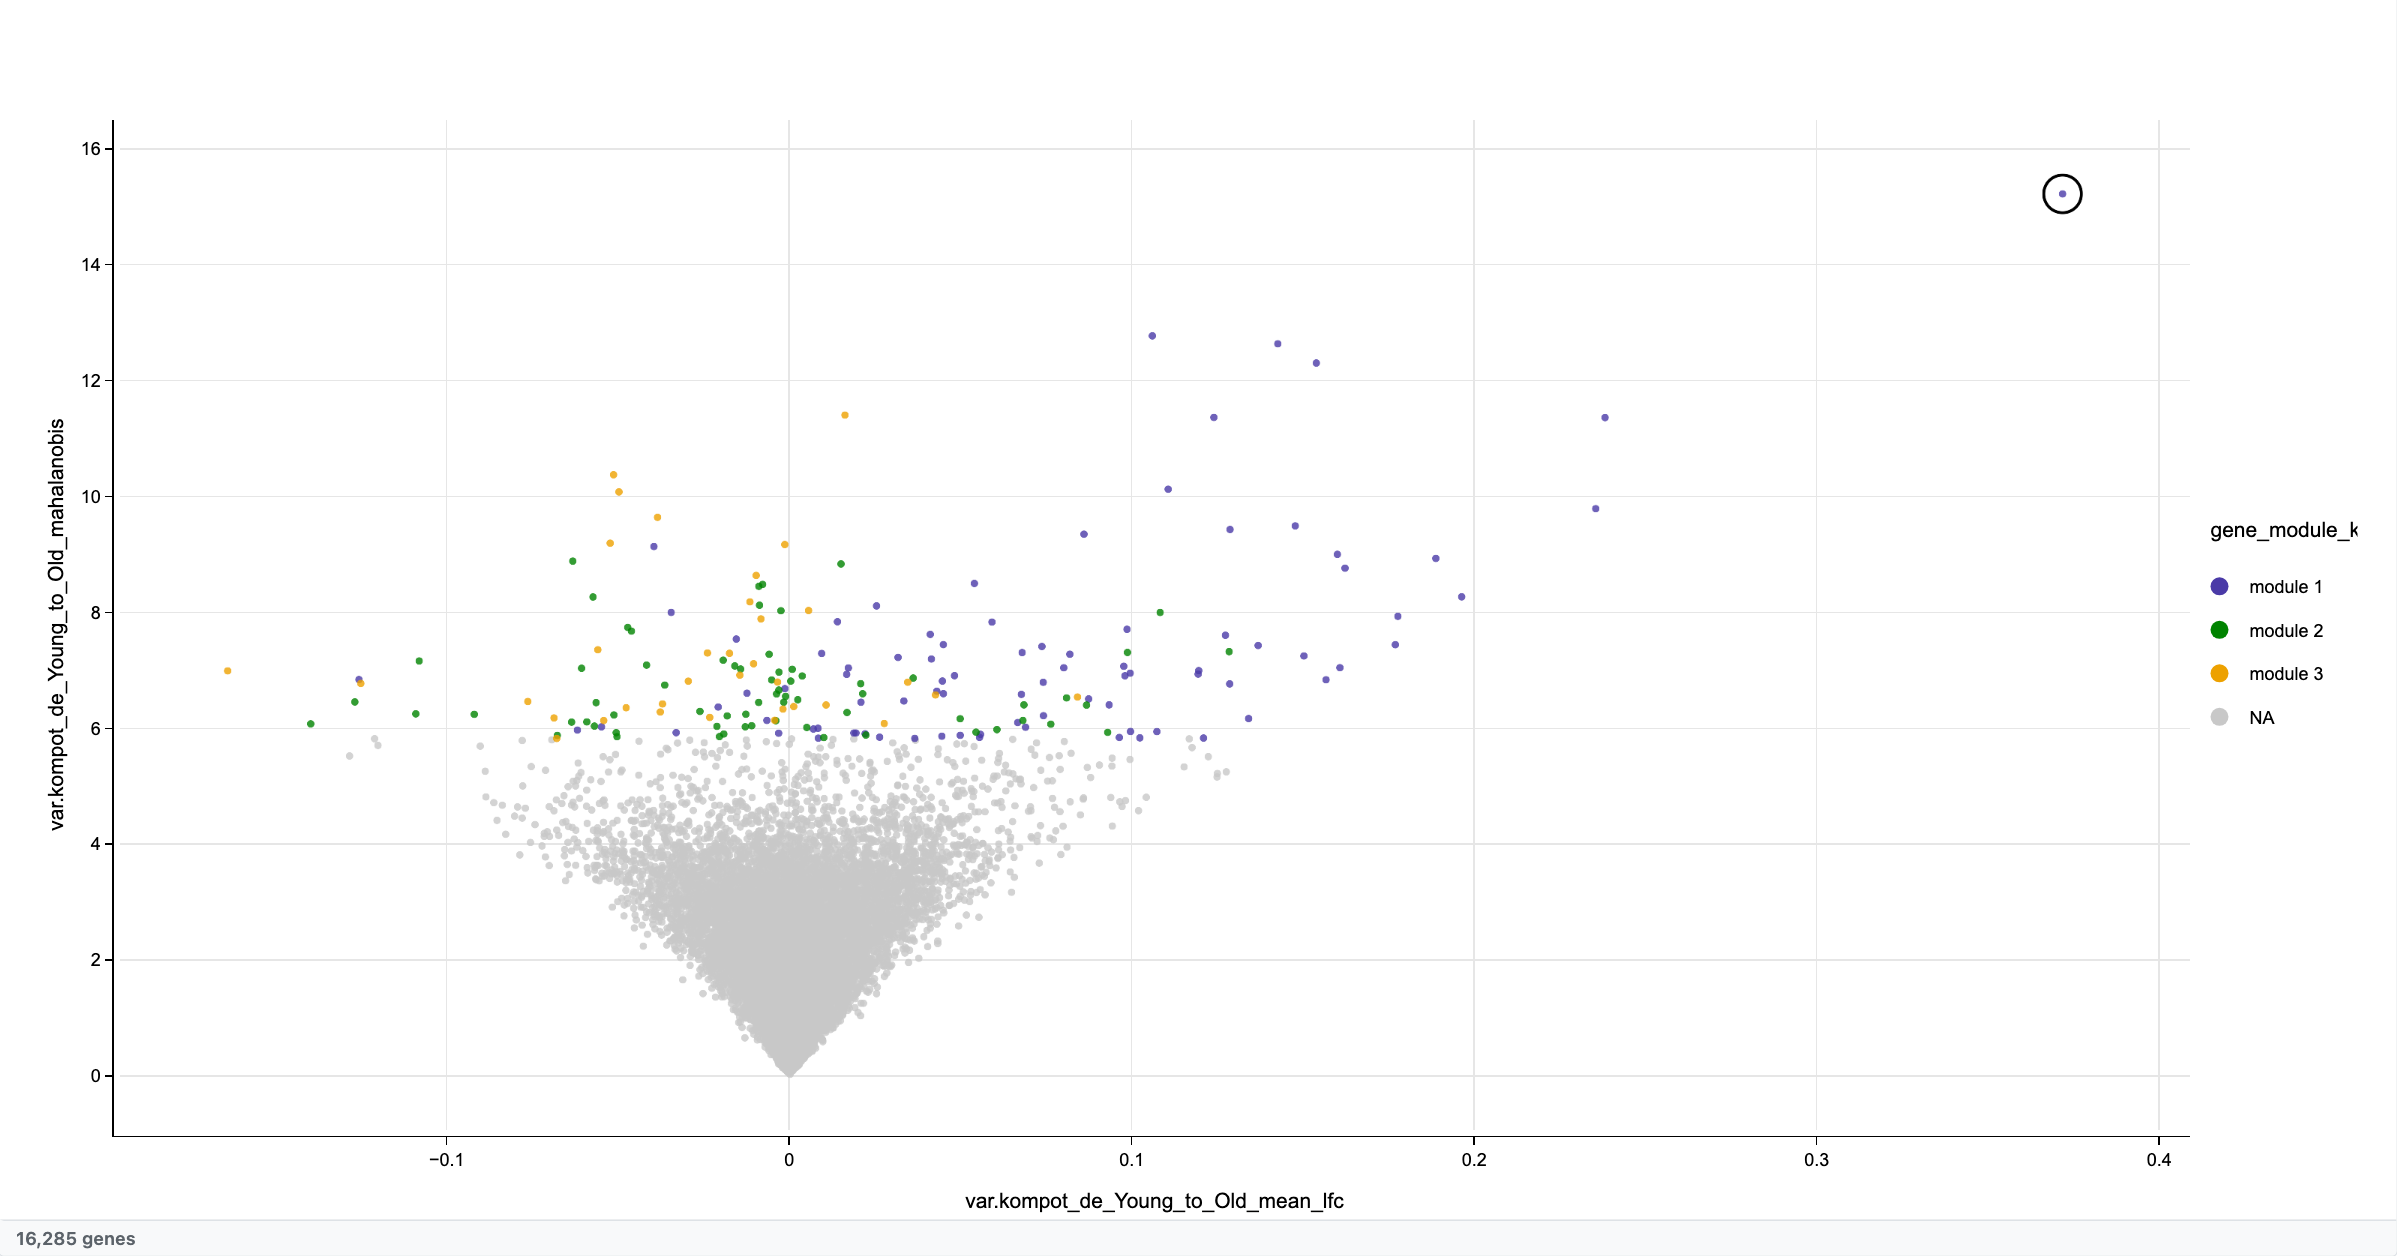 16
14
12
10
8
6
4
2
0
var.kompot_de_Young_to_Old_mahalanobis
−0.1
0
0.1
0.2
0.3
0.4
var.kompot_de_Young_to_Old_mean_lfc
gene_module_k
module 1
module 2
module 3
NA
16,285 genes